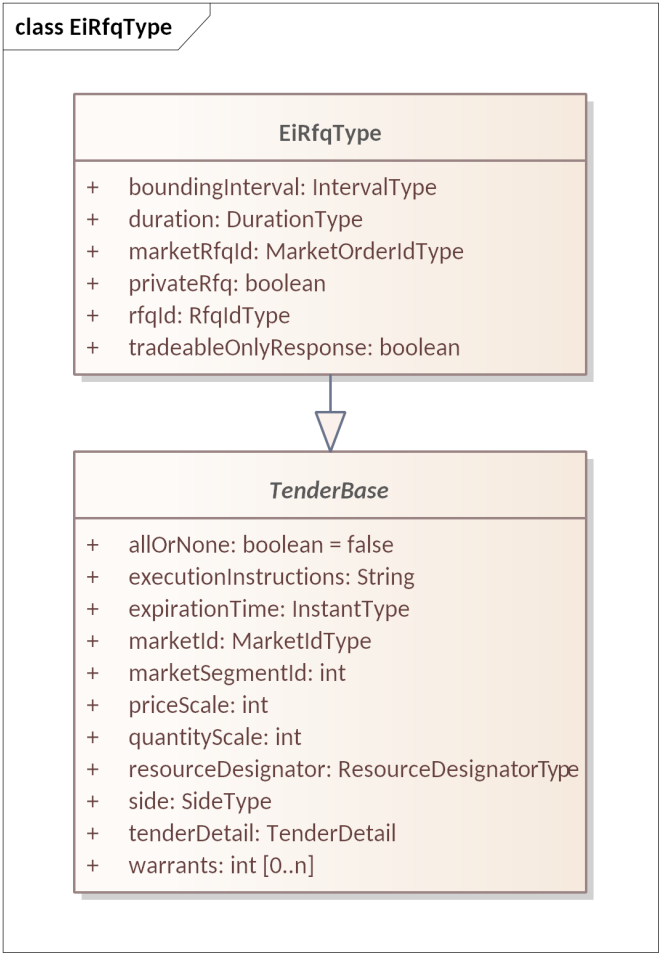 class EiRfqType
EiRfqType
+ boundingInterval: IntervalType
+ duration: DurationType
+ marketRfqId: MarketOrderIdType
+ privateRfq: boolean
+ rfqId: RfqIdType
+ tradeableOnlyResponse: boolean
TenderBase
+ allOrNone: boolean = false
+ executionInstructions: String
+ expirationTime: InstantType
+ marketId: MarketIdType
+ marketSegmentId: int
+ priceScale: int
+ quantityScale: int
+ resourceDesignator: ResourceDesignatorType
+ side: SideType
+ tenderDetail: TenderDetail
+ warrants: int [0..n]